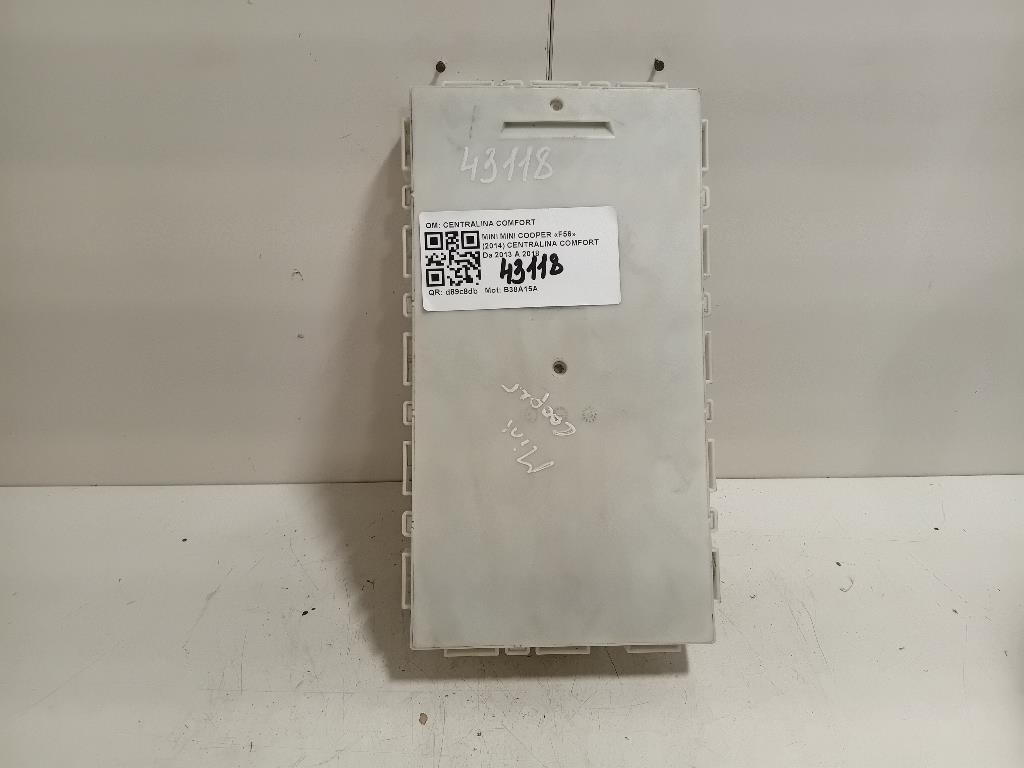 43118
OM: CENTRALINA COMFORT
MINI MINI COOPER «F56»
(2014) CENTRALINA COMFORT
Da 2013 A 2018
43118
QR: d89c8db Mot: B38A15A
Mini
Cooper